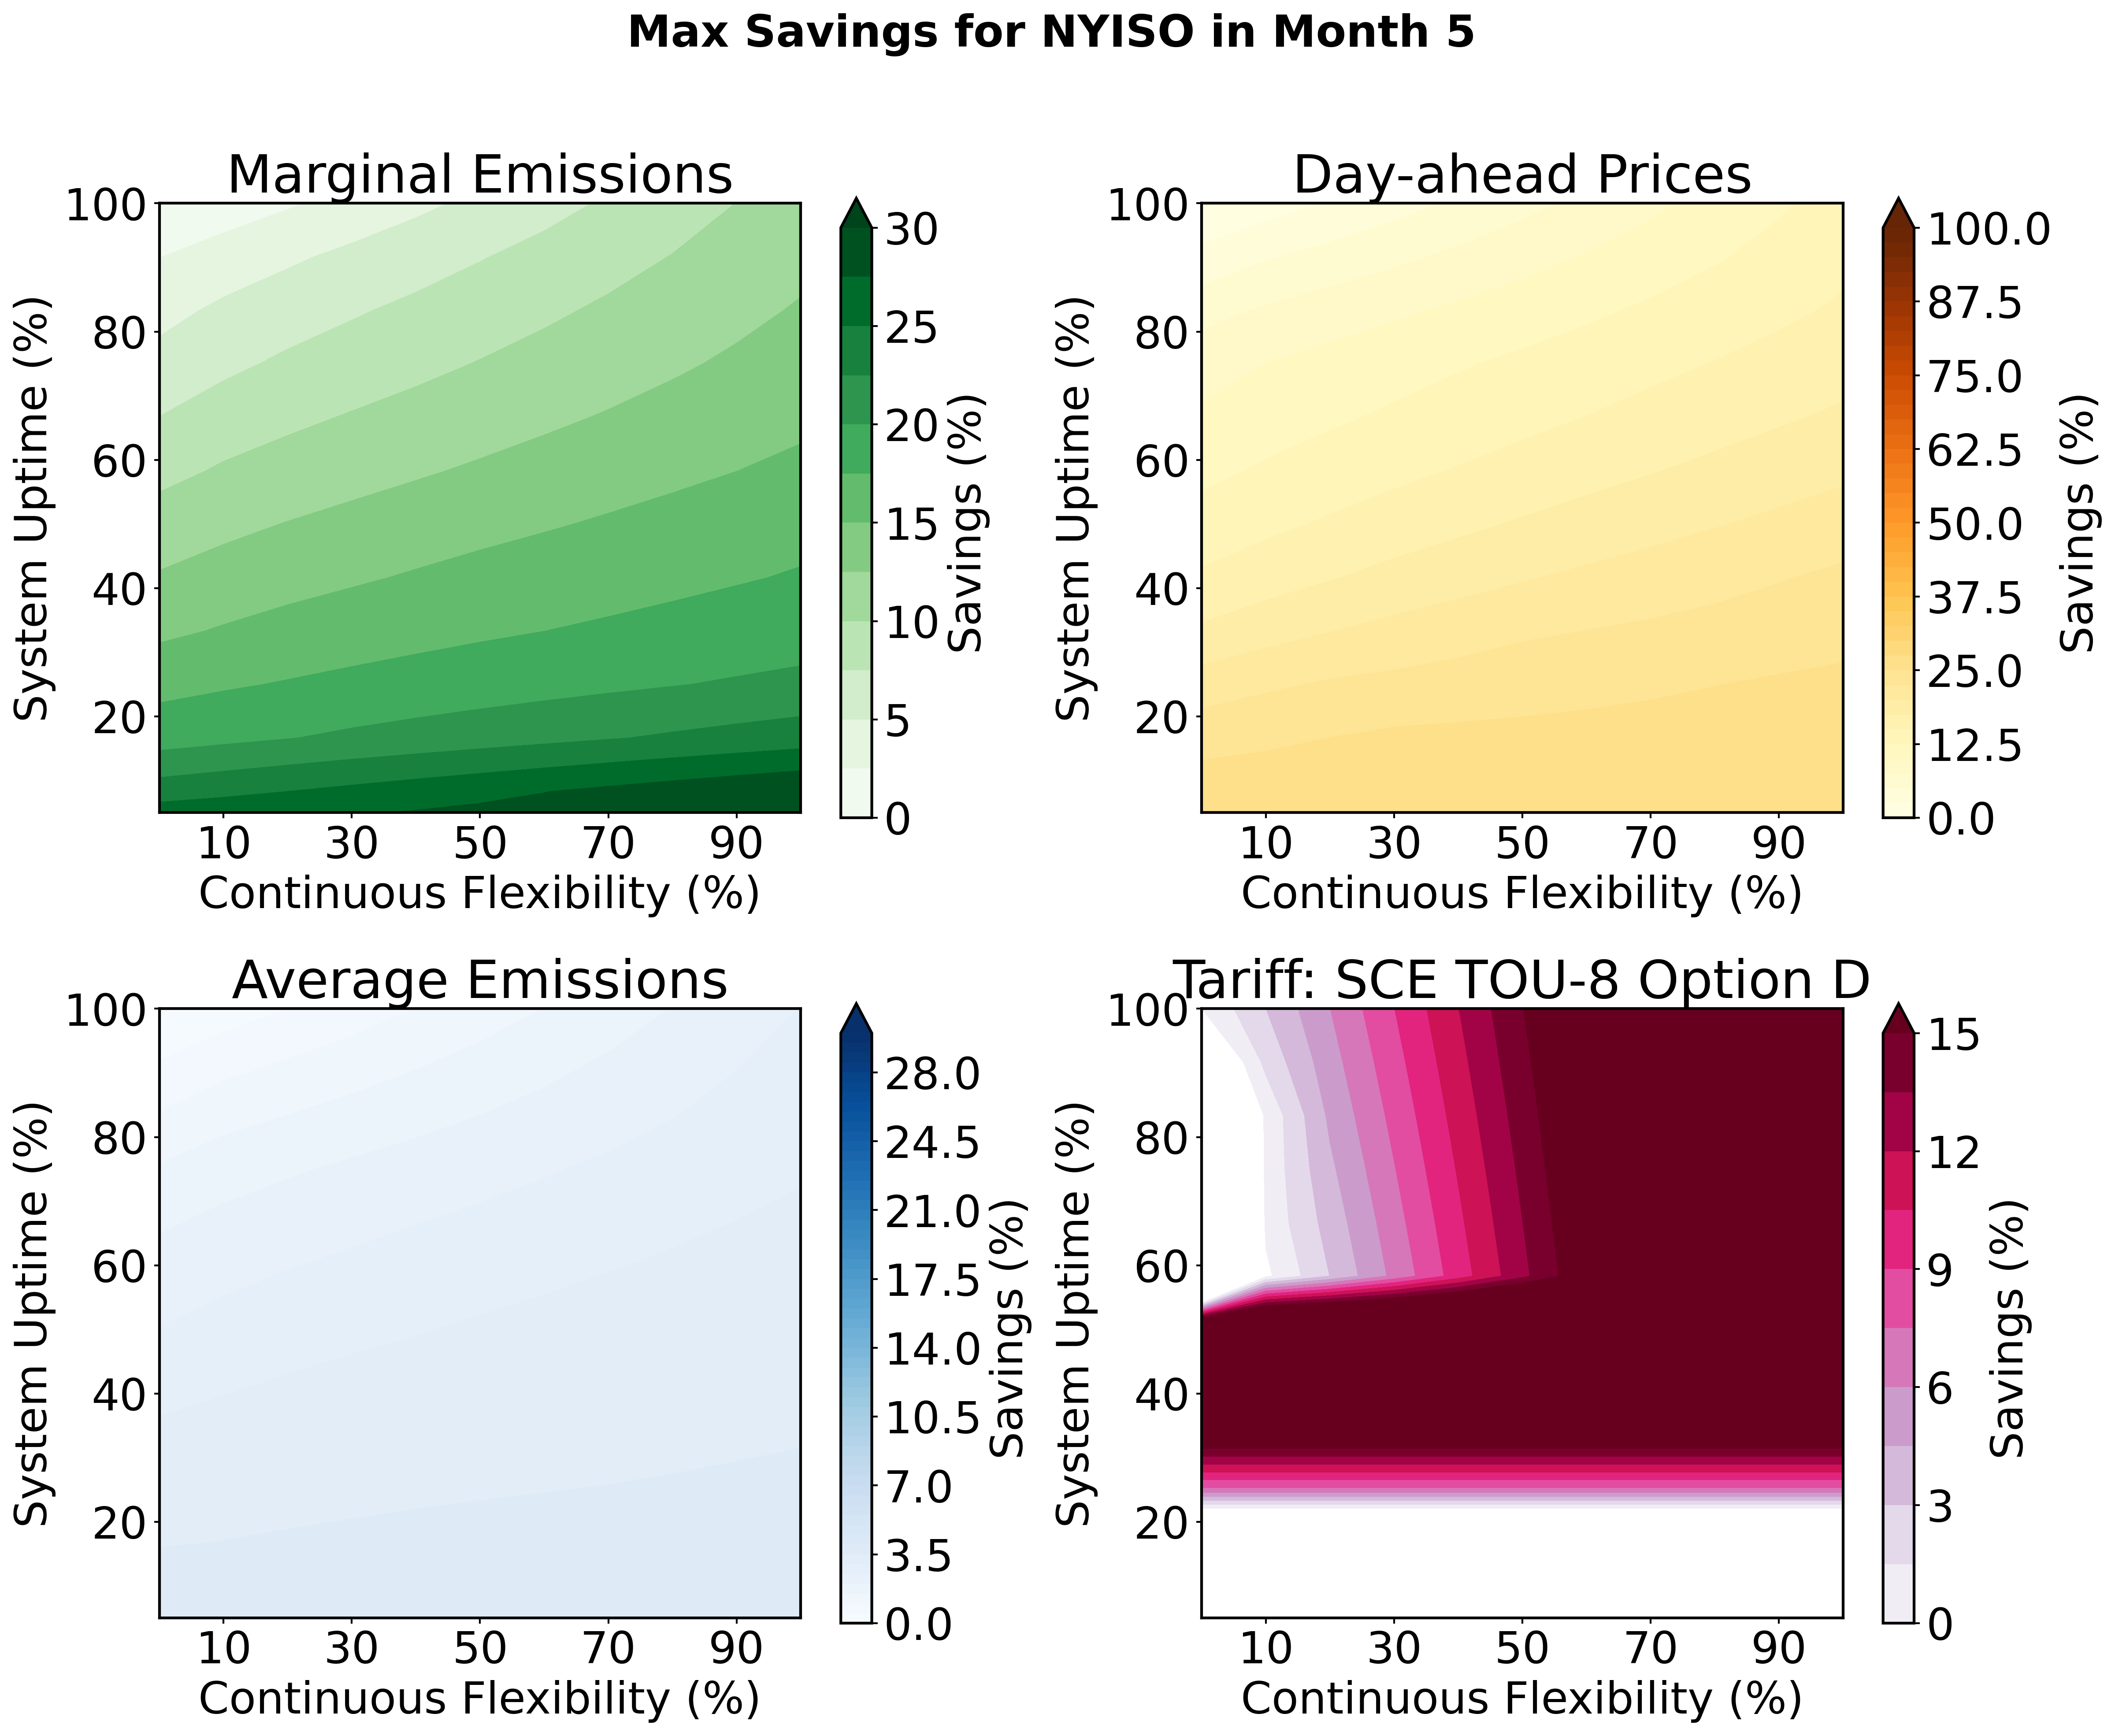 Max Savings for NYISO in Month 5
Marginal Emissions
100
80
60
40
20
System Uptime (%)
10 30 50 70 90
Continuous Flexibility (%)
30
25
20
15
10
5
0
Savings (%)
Day-ahead Prices
100
80
60
40
20
System Uptime (%)
10 30 50 70 90
Continuous Flexibility (%)
100.0
87.5
75.0
62.5
50.0
37.5
25.0
12.5
0.0
Savings (%)
Average Emissions
100
80
60
40
20
System Uptime (%)
10 30 50 70 90
Continuous Flexibility (%)
28.0
24.5
21.0
17.5
14.0
10.5
7.0
3.5
0.0
Savings (%)
Tariff: SCE TOU-8 Option D
100
80
60
40
20
System Uptime (%)
10 30 50 70 90
Continuous Flexibility (%)
15
12
9
6
3
0
Savings (%)